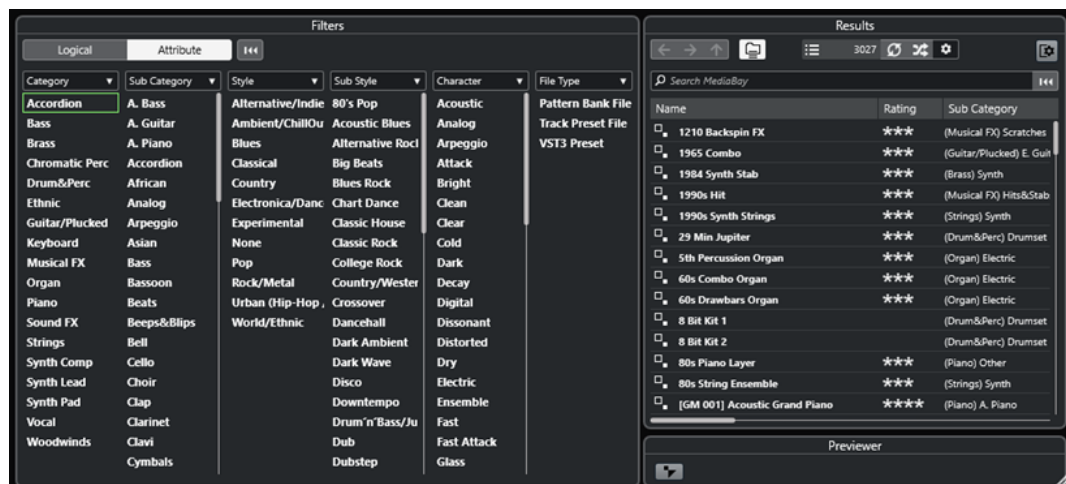 Filters
Logical
Attribute
Category
Sub Category
Style
Sub Style
Character
File Type
Accordion
Bass
Brass
Chromatic Perc
Drum&Perc
Ethnic
Guitar/Plucked
Keyboard
Musical FX
Organ
Piano
Sound FX
Strings
Synth Comp
Synth Lead
Synth Pad
Vocal
Woodwinds
A. Bass
A. Guitar
A. Piano
Accordion
African
Analog
Arpeggio
Asian
Bass
Bassoon
Beats
Beeps&Blips
Bell
Cello
Choir
Clap
Clarinet
Clavi
Cymbals
Alternative/Indie
Ambient/ChillOu
Blues
Classical
Country
Electronica/Danc
Experimental
None
Pop
Rock/Metal
Urban (Hip-Hop /
World/Ethnic
80's Pop
Acoustic Blues
Alternative Rocl
Big Beats
Blues Rock
Chart Dance
Classic House
Classic Rock
College Rock
Country/Wester
Crossover
Dancehall
Dark Ambient
Dark Wave
Disco
Downtempo
Drum´n´Bass/Ju
Dub
Dubstep
Acoustic
Analog
Arpeggio
Attack
Bright
Clean
Clear
Cold
Dark
Decay
Digital
Dissonant
Distorted
Dry
Electric
Ensemble
Fast
Fast Attack
Glass
Pattern Bank File
Track Preset File
VST3 Preset
Results
3027
Search MediaBay
Name Rating Sub Category
1210 Backspin FX *** (Musical FX) Scratches
1965 Combo *** (Guitar/Plucked) E. Guit
1984 Synth Stab *** (Brass) Synth
1990s Hit *** (Musical FX) Hits&Stab
1990s Synth Strings *** (Strings) Synth
29 Min Jupiter *** (Drum&Perc) Drumset
5th Percussion Organ *** (Organ) Electric
60s Combo Organ *** (Organ) Electric
60s Drawbars Organ *** (Organ) Electric
8 Bit Kit 1 (Drum&Perc) Drumset
8 Bit Kit 2 (Drum&Perc) Drumset
80s Piano Layer *** (Piano) Other
80s String Ensemble *** (Strings) Synth
[GM 001] Acoustic Grand Piano **** (Piano) A. Piano
Previewer